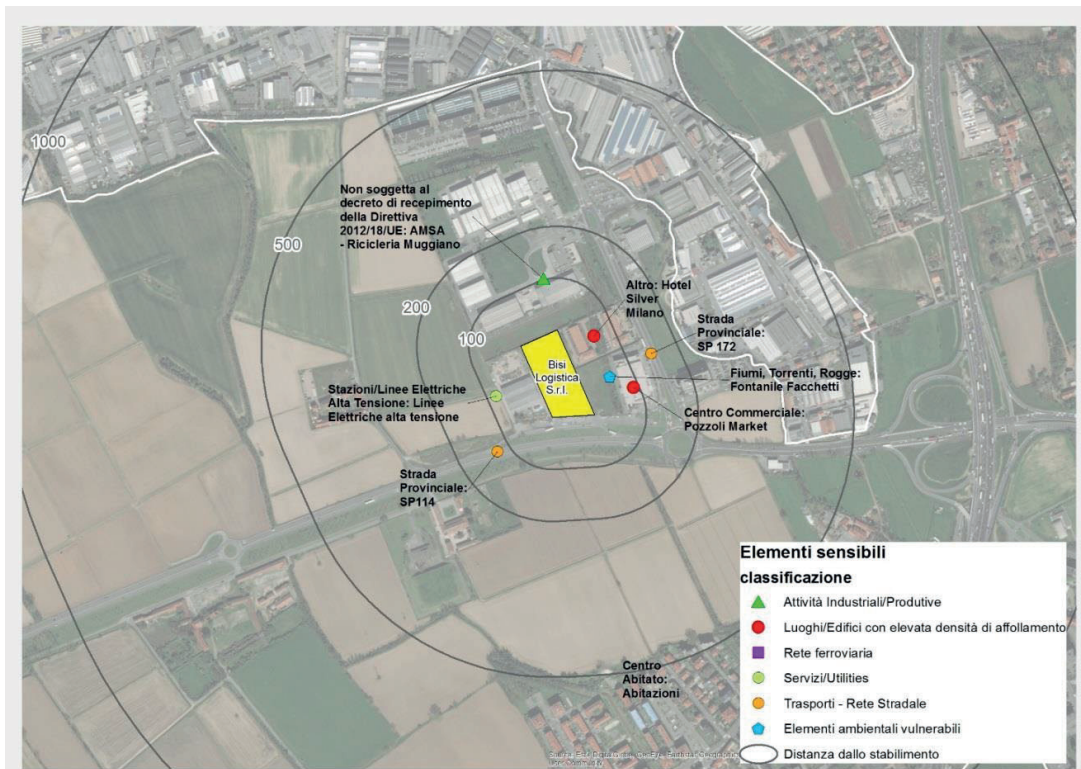 1000
500
200
100
Non soggetta al
decreto di recepimento
della Direttiva
2012/18/UE: AMSA
- Ricicleria Muggiano
Altro: Hotel
Silver
Milano
Strada
Provinciale:
SP 172
Bisi
Logistica
S.r.l.
Fiumi, Torrenti, Rogge:
Fontanile Facchetti
Stazioni/Linee Elettriche
Alta Tensione: Linee
Elettriche alta tensione
Centro Commerciale:
Pozzoli Market
Strada
Provinciale:
SP114
Centro
Abitato:
Abitazioni
Elementi sensibili
classificazione
Attività Industriali/Produtive
Luoghi/Edifici con elevata densità di affollamento
Rete ferroviaria
Servizi/Utilities
Trasporti - Rete Stradale
Elementi ambientali vulnerabili
Distanza dallo stabilimento